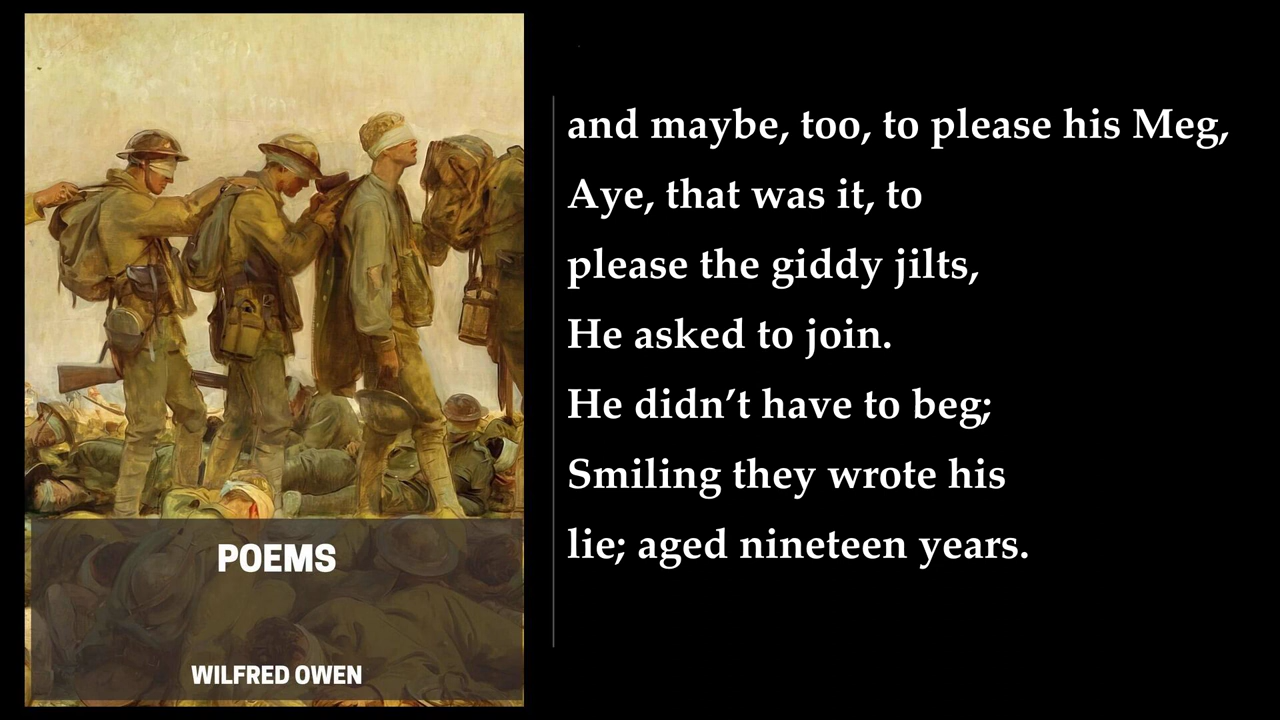 POEMS
WILFRED OWEN
and maybe, too, to please his Meg,
Aye, that was it, to
please the giddy jilts,
He asked to join.
He didn’t have to beg;
Smiling they wrote his
lie; aged nineteen years.